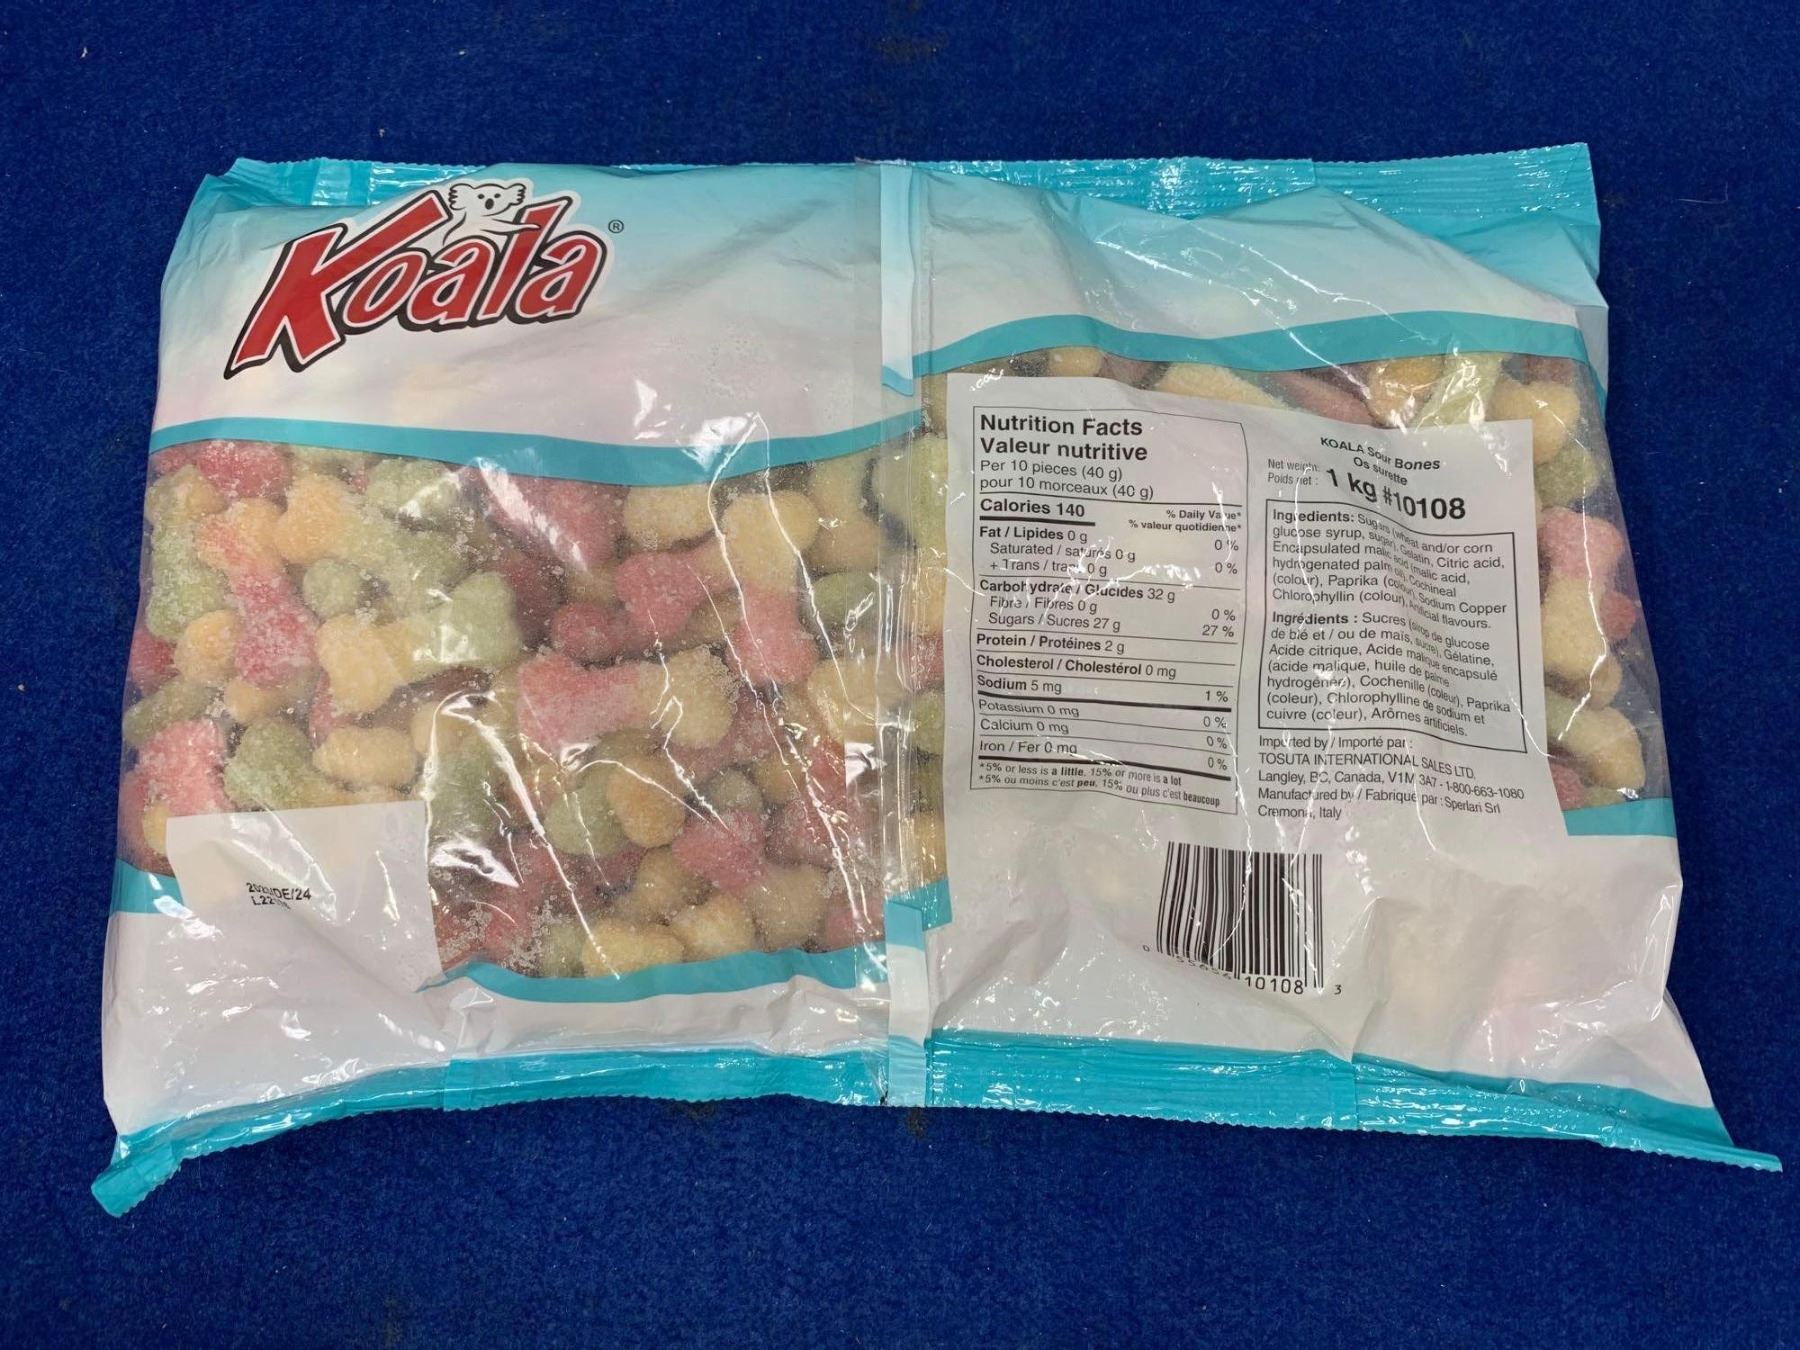 Koala®
DE/24
Nutrition Facts
Valeur nutritive
Per 10 pieces (40 g)
pour 10 morceaux (40 g)
Calories 140
% Daily Value*
% valeur quotidienne*
Fat / Lipides 0 g 0 %
Saturated / saturés 0 g
+ Trans / trans 0 g 0 %
Carbohydrate / Glucides 32 g
Fibre / Fibres 0 g 0 %
Sugars / Sucres 27 g 27 %
Protein / Protéines 2 g
Cholesterol / Cholestérol 0 mg
Sodium 5 mg 1 %
Potassium 0 mg 0 %
Calcium 0 mg 0 %
Iron / Fer 0 mg 0 %
*5% or less is a little, 15% or more is a lot
*5% ou moins c'est peu, 15% ou plus c'est beaucoup
KOALA Sour Bones
Os surette
Net weight:
Poids net : 1 kg #10108
Ingredients: Sugars (wheat and/or corn
glucose syrup, sugar), Gelatin, Citric acid,
Encapsulated malic acid (malic acid,
hydrogenated palm oil), Cochineal
(colour), Paprika (colour), Sodium Copper
Chlorophyllin (colour), Artificial flavours.
Ingrédients : Sucres (sirop de glucose
de blé et / ou de maïs, sucre), Gélatine,
Acide citrique, Acide malique encapsulé
(acide malique, huile de palme
hydrogénée), Cochenille (coleur), Paprika
(coleur), Chlorophylline de sodium et
cuivre (coleur), Arômes artificiels.
Imported by / Importé par :
TOSUTA INTERNATIONAL SALES LTD.
Langley, BC, Canada, V1M 3A7 - 1-800-663-1080
Manufactured by / Fabriqué par : Sperlari Srl
Cremona, Italy
0 10108 3